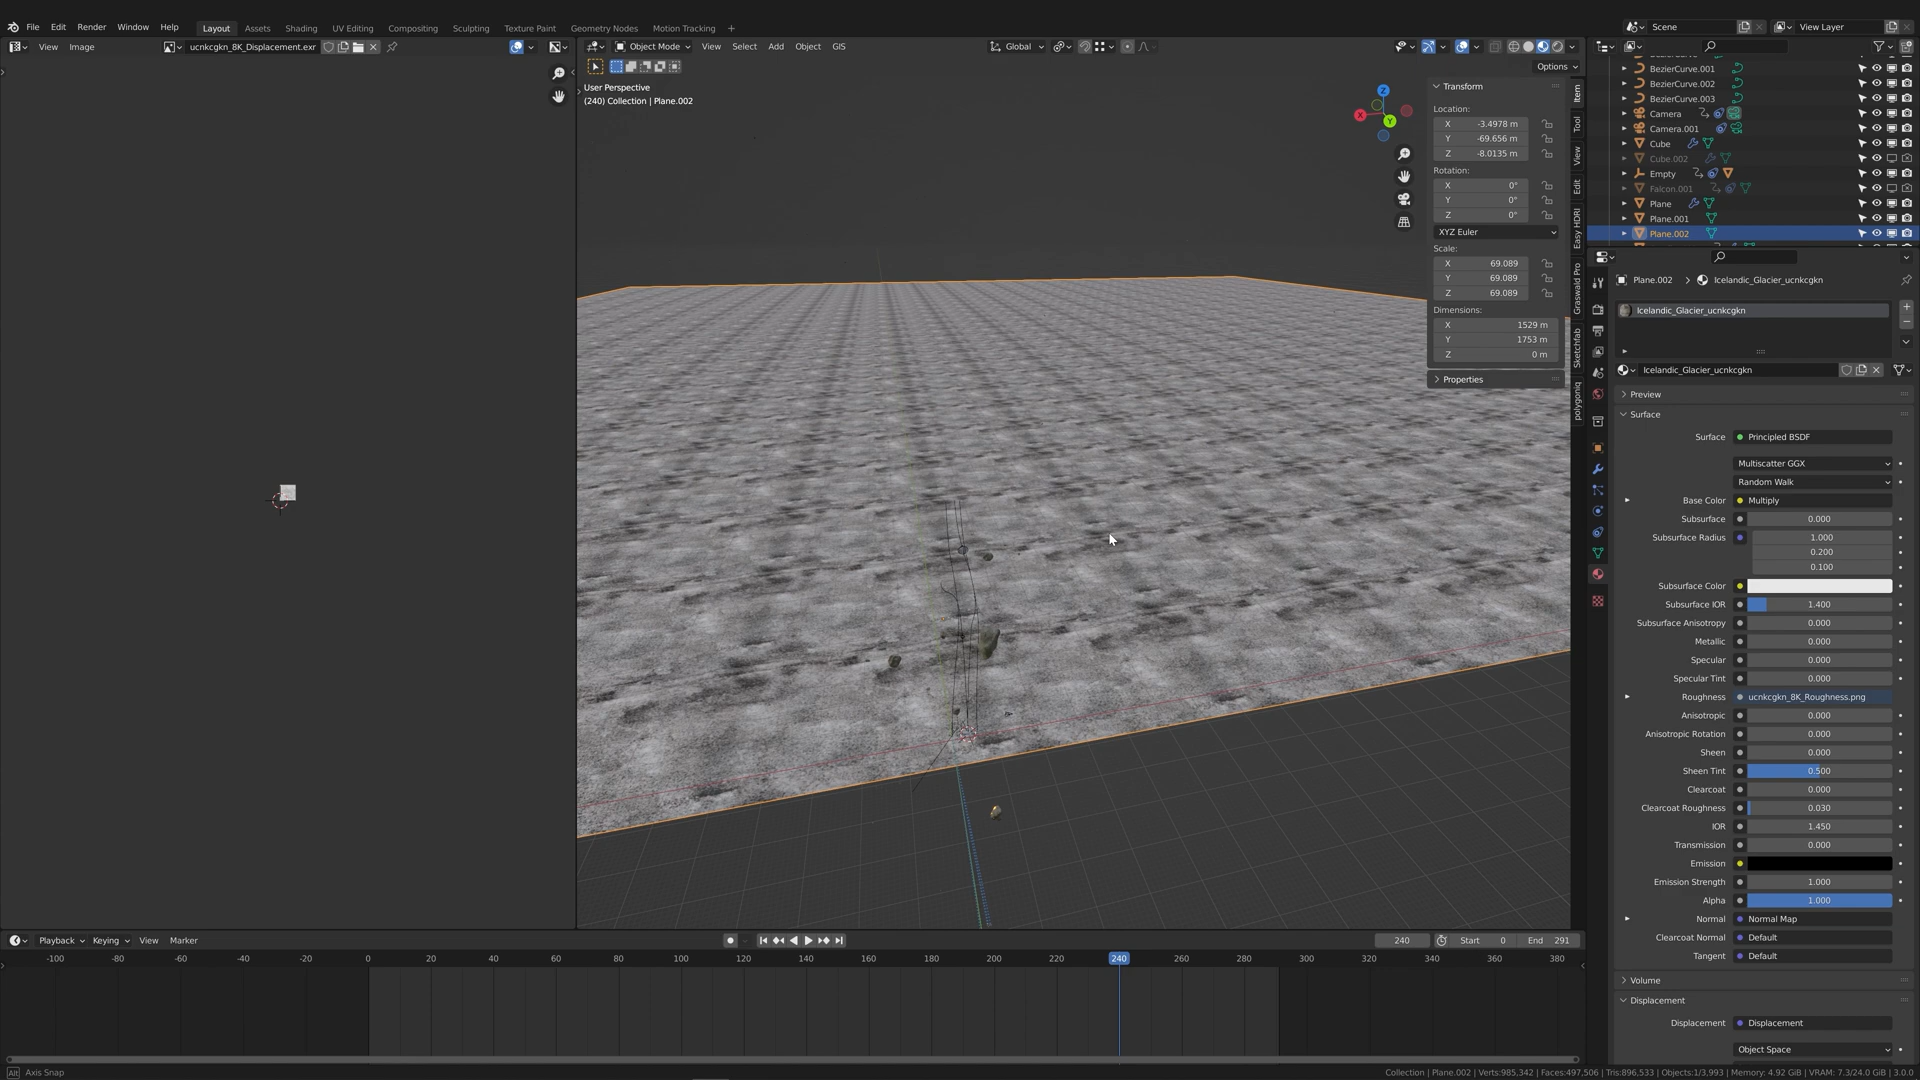 File Edit Render Window Help Layout Assets Shading UV Editing Compositing Sculpting Texture Paint Geometry Nodes Motion Tracking + Scene View Layer
View Image ucnkcgkn_8K_Displacement.exr
Object Mode View Select Add Object GIS Global
Options
User Perspective
(240) Collection | Plane.002
X
Y
Z
Transform
Location:
X -3.4978 m
Y -69.656 m
Z -8.0135 m
Rotation:
X 0°
Y 0°
Z 0°
XYZ Euler
Scale:
X 69.089
Y 69.089
Z 69.089
Dimensions:
X 1529 m
Y 1753 m
Z 0 m
Properties
Item
Tool
View
Edit
Easy HDRI
Graswald Pro
Sketchfab
polygoniq
BezierCurve.001
BezierCurve.002
BezierCurve.003
Camera
Camera.001
Cube
Cube.002
Empty
Falcon.001
Plane
Plane.001
Plane.002
Plane.002 Icelandic_Glacier_ucnkcgkn
Icelandic_Glacier_ucnkcgkn
Icelandic_Glacier_ucnkcgkn
Preview
Surface
Surface Principled BSDF
Multiscatter GGX
Random Walk
Base Color Multiply
Subsurface 0.000
Subsurface Radius 1.000
0.200
0.100
Subsurface Color
Subsurface IOR 1.400
Subsurface Anisotropy 0.000
Metallic 0.000
Specular 0.000
Specular Tint 0.000
Roughness ucnkcgkn_8K_Roughness.png
Anisotropic 0.000
Anisotropic Rotation 0.000
Sheen 0.000
Sheen Tint 0.500
Clearcoat 0.000
Clearcoat Roughness 0.030
IOR 1.450
Transmission 0.000
Emission
Emission Strength 1.000
Alpha 1.000
Normal Normal Map
Clearcoat Normal Default
Tangent Default
Volume
Displacement
Displacement Displacement
Object Space
Playback Keying View Marker 240 Start 0 End 291
-100 -80 -60 -40 -20 0 20 40 60 80 100 120 140 160 180 200 220 240 260 280 300 320 340 360 380
Alt Axis Snap
Collection | Plane.002 | Verts:985,342 | Faces:497,506 | Tris:896,533 | Objects:1/3,993 | Memory: 4.92 GiB | VRAM: 7.3/24.0 GiB | 3.0.0